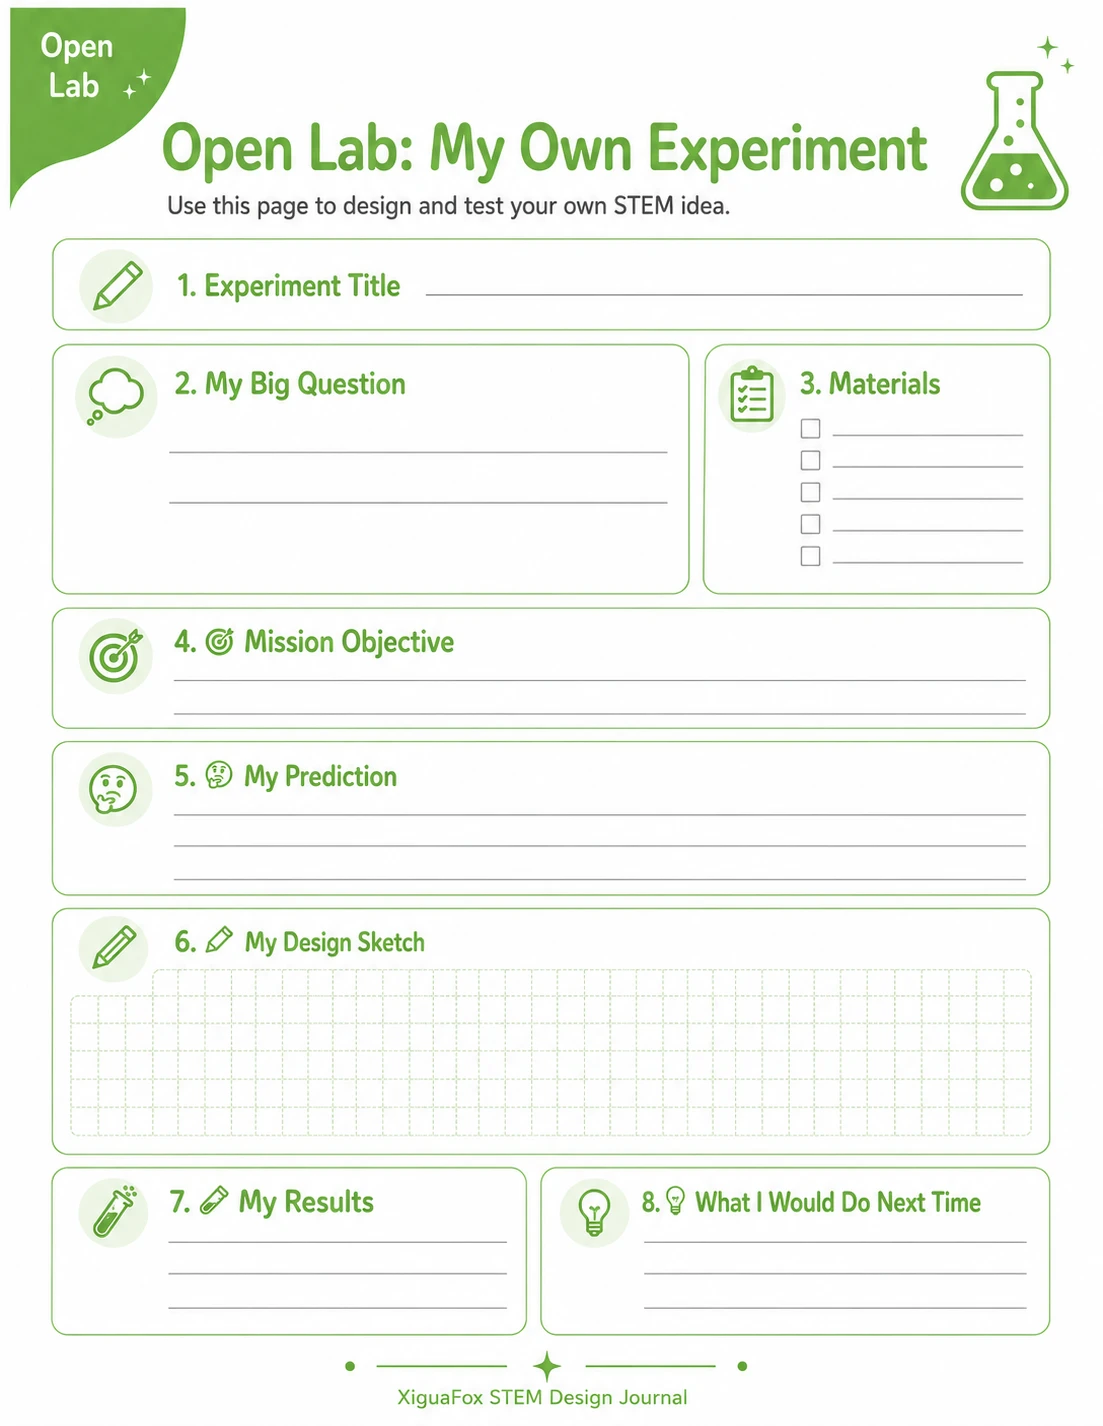 Open
Lab
Open Lab: My Own Experiment
Use this page to design and test your own STEM idea.
1. Experiment Title
2. My Big Question
3. Materials
4. Mission Objective
5. My Prediction
6. My Design Sketch
7. My Results
8. What I Would Do Next Time
XiguaFox STEM Design Journal